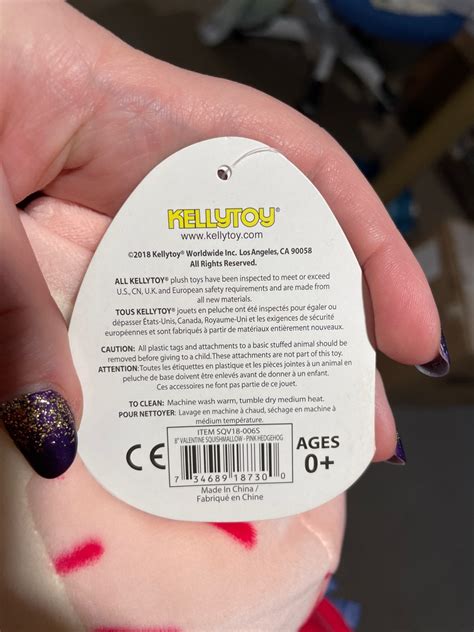 KELLYTOY®
www.kellytoy.com
©2018 Kellytoy® Worldwide Inc. Los Angeles, CA 90058
All Rights Reserved.
ALL KELLYTOY® plush toys have been inspected to meet or exceed
U.S., CN, U.K. and European safety requirements and are made from
all new materials.
TOUS KELLYTOY® jouets en peluche ont été inspectés pour égaler ou
dépasser États-Unis, Canada, Royaume-Uni et les exigences de sécurité
européennes et sont fabriqués a partir de matériaux entièrement nouveaux.
CAUTION: All plastic tags and attachments to a basic stuffed animal should be
removed before giving to a child. These attachments are not part of this toy.
ATTENTION: Toutes les étiquettes en plastique et les pièces jointes à un animal en
peluche de base doivent être enlevés avant de donner à un enfant.
Ces accessoires ne font pas partie de ce jouet.
TO CLEAN: Machine wash warm, tumble dry medium heat.
POUR NETTOYER: Lavage en machine à chaud, séchage en machine à
température moyenne.
ITEM SQV18-006S
8" VALENTINE SQUISHMALLOW - PINK HEDGEHOG
CE
7 34689 18730 0
AGES
0+
Made in China /
Fabriqué en Chine